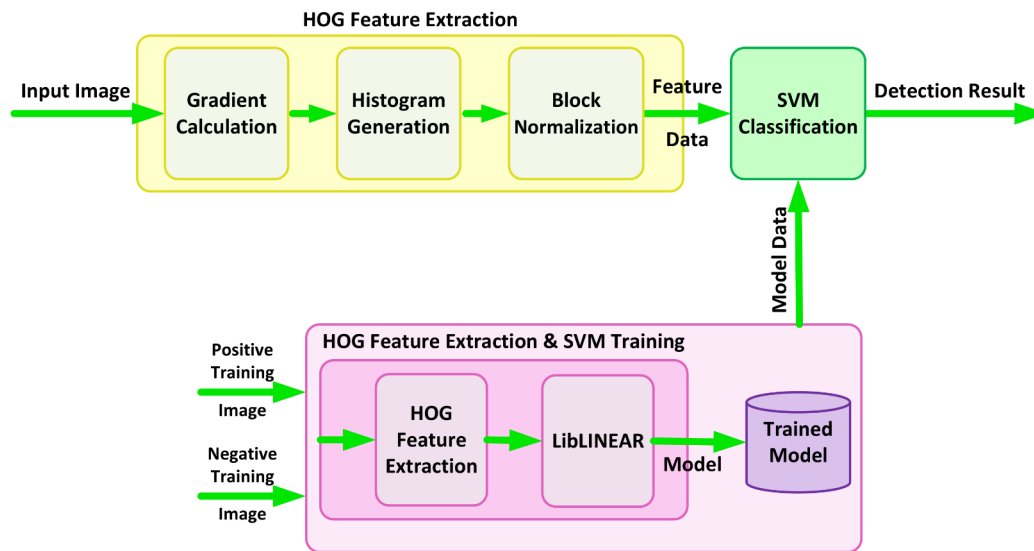 HOG Feature Extraction
Input Image
Gradient
Calculation
Histogram
Generation
Block
Normalization
Feature
Data
SVM
Classification
Detection Result
Model Data
HOG Feature Extraction & SVM Training
Positive
Training
Image
Negative
Training
Image
HOG
Feature
Extraction
LibLINEAR
Model
Trained
Model